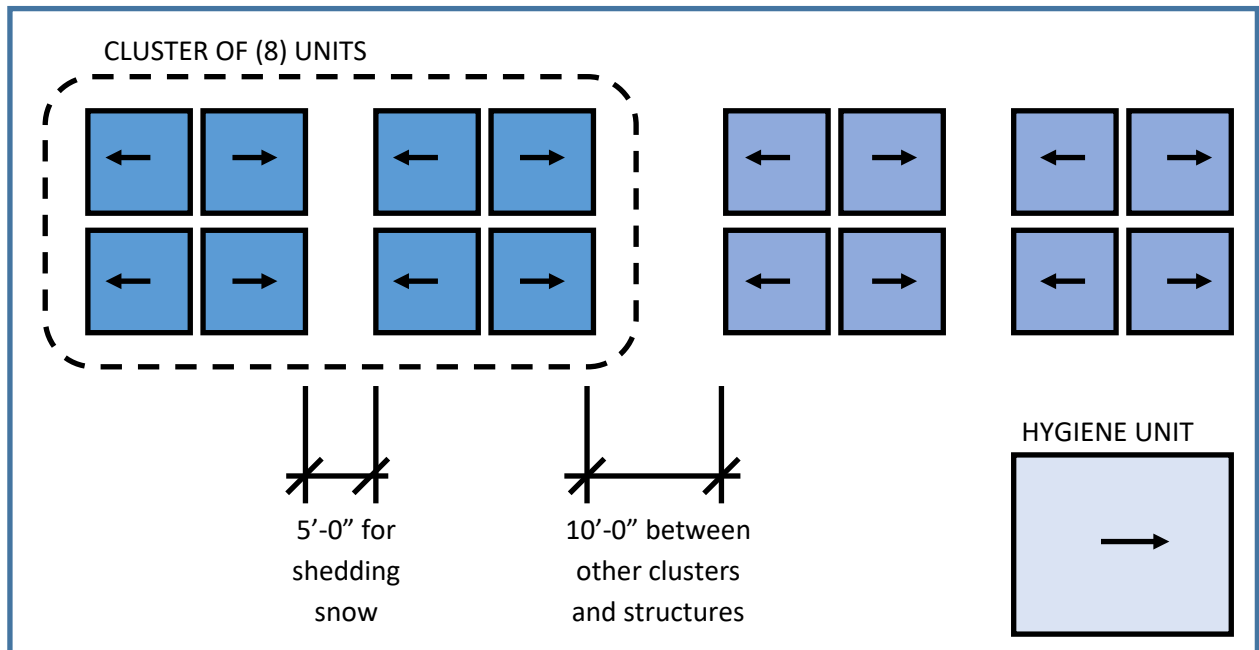 CLUSTER OF (8) UNITS
HYGIENE UNIT
5’-0” for
shedding
snow
10’-0” between
other clusters
and structures